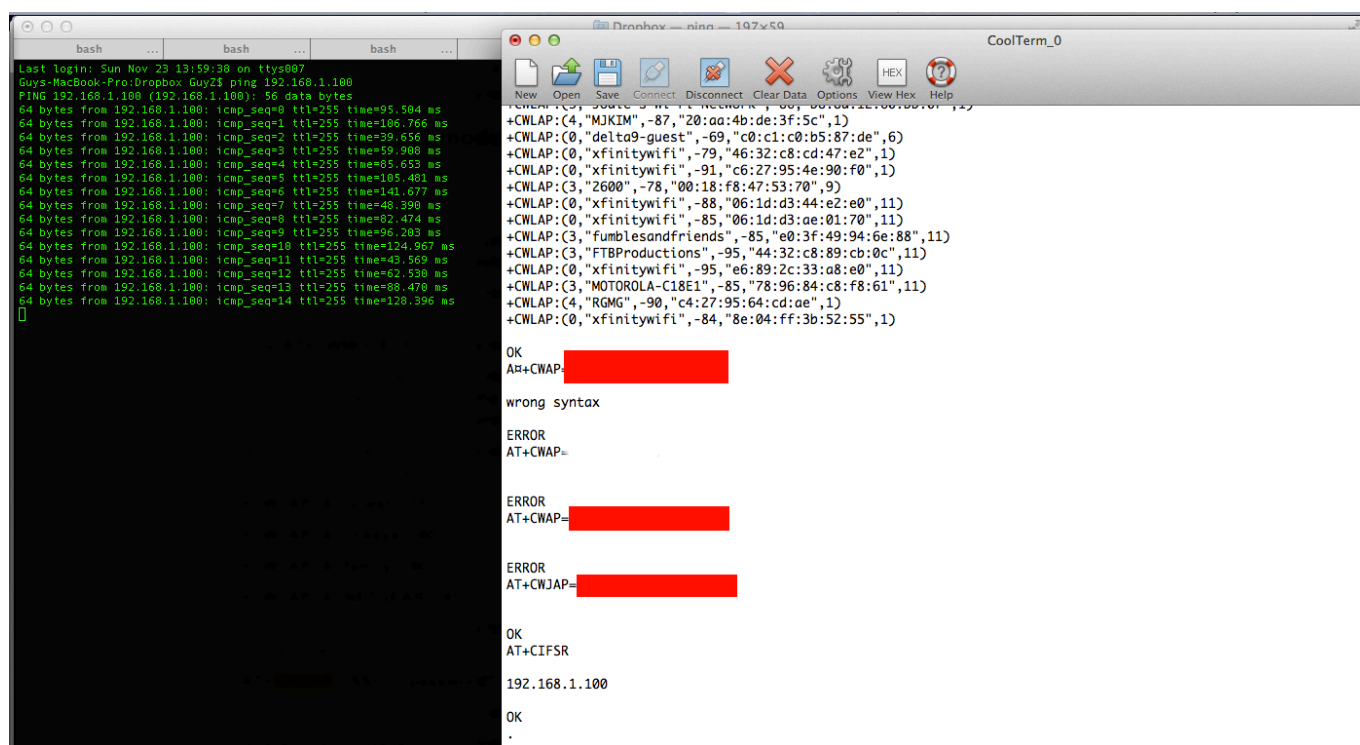 Dropbox — ping — 197×59
bash ... bash ... bash ...
Last login: Sun Nov 23 13:59:38 on ttys007
Guys-MacBook-Pro:Dropbox GuyZ$ ping 192.168.1.100
PING 192.168.1.100 (192.168.1.100): 56 data bytes
64 bytes from 192.168.1.100: icmp_seq=0 ttl=255 time=95.504 ms
64 bytes from 192.168.1.100: icmp_seq=1 ttl=255 time=106.766 ms
64 bytes from 192.168.1.100: icmp_seq=2 ttl=255 time=39.656 ms
64 bytes from 192.168.1.100: icmp_seq=3 ttl=255 time=59.908 ms
64 bytes from 192.168.1.100: icmp_seq=4 ttl=255 time=85.653 ms
64 bytes from 192.168.1.100: icmp_seq=5 ttl=255 time=105.481 ms
64 bytes from 192.168.1.100: icmp_seq=6 ttl=255 time=141.677 ms
64 bytes from 192.168.1.100: icmp_seq=7 ttl=255 time=48.390 ms
64 bytes from 192.168.1.100: icmp_seq=8 ttl=255 time=82.474 ms
64 bytes from 192.168.1.100: icmp_seq=9 ttl=255 time=96.203 ms
64 bytes from 192.168.1.100: icmp_seq=10 ttl=255 time=124.967 ms
64 bytes from 192.168.1.100: icmp_seq=11 ttl=255 time=43.569 ms
64 bytes from 192.168.1.100: icmp_seq=12 ttl=255 time=62.530 ms
64 bytes from 192.168.1.100: icmp_seq=13 ttl=255 time=88.470 ms
64 bytes from 192.168.1.100: icmp_seq=14 ttl=255 time=128.396 ms
CoolTerm_0
HEX
New Open Save Connect Disconnect Clear Data Options View Hex Help
+CWLAP:(4,"MJKIM",-87,"20:aa:4b:de:3f:5c",1)
+CWLAP:(0,"delta9-guest",-69,"c0:c1:c0:b5:87:de",6)
+CWLAP:(0,"xfinitywifi",-79,"46:32:c8:cd:47:e2",1)
+CWLAP:(0,"xfinitywifi",-91,"c6:27:95:4e:90:f0",1)
+CWLAP:(3,"2600",-78,"00:18:f8:47:53:70",9)
+CWLAP:(0,"xfinitywifi",-88,"06:1d:d3:44:e2:e0",11)
+CWLAP:(0,"xfinitywifi",-85,"06:1d:d3:ae:01:70",11)
+CWLAP:(3,"fumblesandfriends",-85,"e0:3f:49:94:6e:88",11)
+CWLAP:(3,"FTBProductions",-95,"44:32:c8:89:cb:0c",11)
+CWLAP:(0,"xfinitywifi",-95,"e6:89:2c:33:a8:e0",11)
+CWLAP:(3,"MOTOROLA-C18E1",-85,"78:96:84:c8:f8:61",11)
+CWLAP:(4,"RGMG",-90,"c4:27:95:64:cd:ae",1)
+CWLAP:(0,"xfinitywifi",-84,"8e:04:ff:3b:52:55",1)
OK
A¤+CWAP=
wrong syntax
ERROR
AT+CWAP=
ERROR
AT+CWAP=
ERROR
AT+CWJAP=
OK
AT+CIFSR
192.168.1.100
OK
.